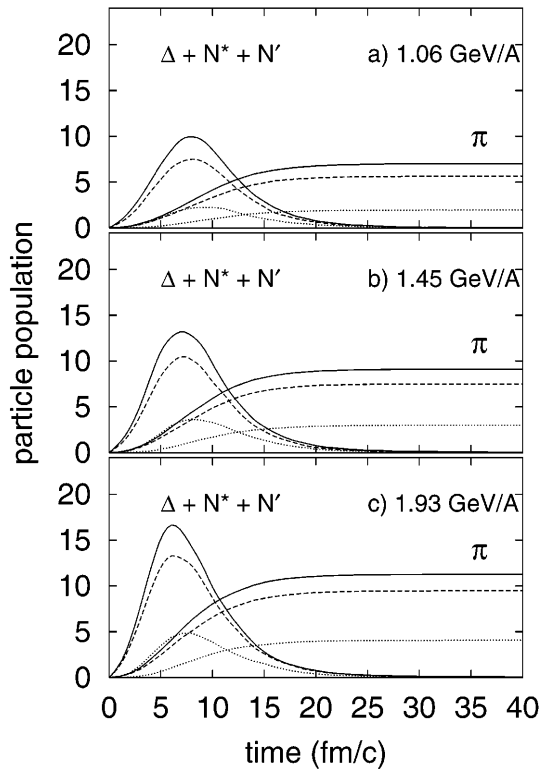 particle population
20
15
10
5
0
Δ + N* + N′
a) 1.06 GeV/A
π
20
15
10
5
0
Δ + N* + N′
b) 1.45 GeV/A
π
20
15
10
5
0
Δ + N* + N′
c) 1.93 GeV/A
π
0 5 10 15 20 25 30 35 40
time (fm/c)